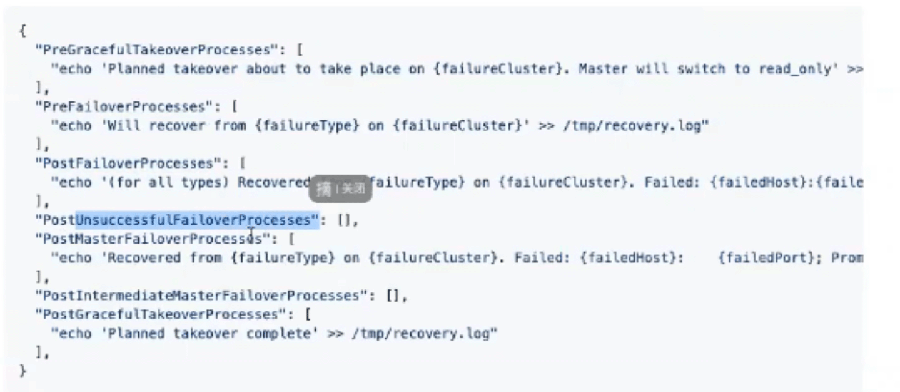 {
"PreGracefulTakeoverProcesses": [
"echo 'Planned takeover about to take place on {failureCluster}. Master will switch to read_only' >>
],
"PreFailoverProcesses": [
"echo 'Will recover from {failureType} on {failureCluster}' >> /tmp/recovery.log"
],
"PostFailoverProcesses": [
"echo '(for all types) Recovered failureType} on {failureCluster}. Failed: {failedHost}:{faile
摘 | 关闭
],
"PostUnsuccessfulFailoverProcesses": [],
"PostMasterFailoverProcesses": [
"echo 'Recovered from {failureType} on {failureCluster}. Failed: {failedHost}: {failedPort}; Prom
],
"PostIntermediateMasterFailoverProcesses": [],
"PostGracefulTakeoverProcesses": [
"echo 'Planned takeover complete' >> /tmp/recovery.log"
],
}